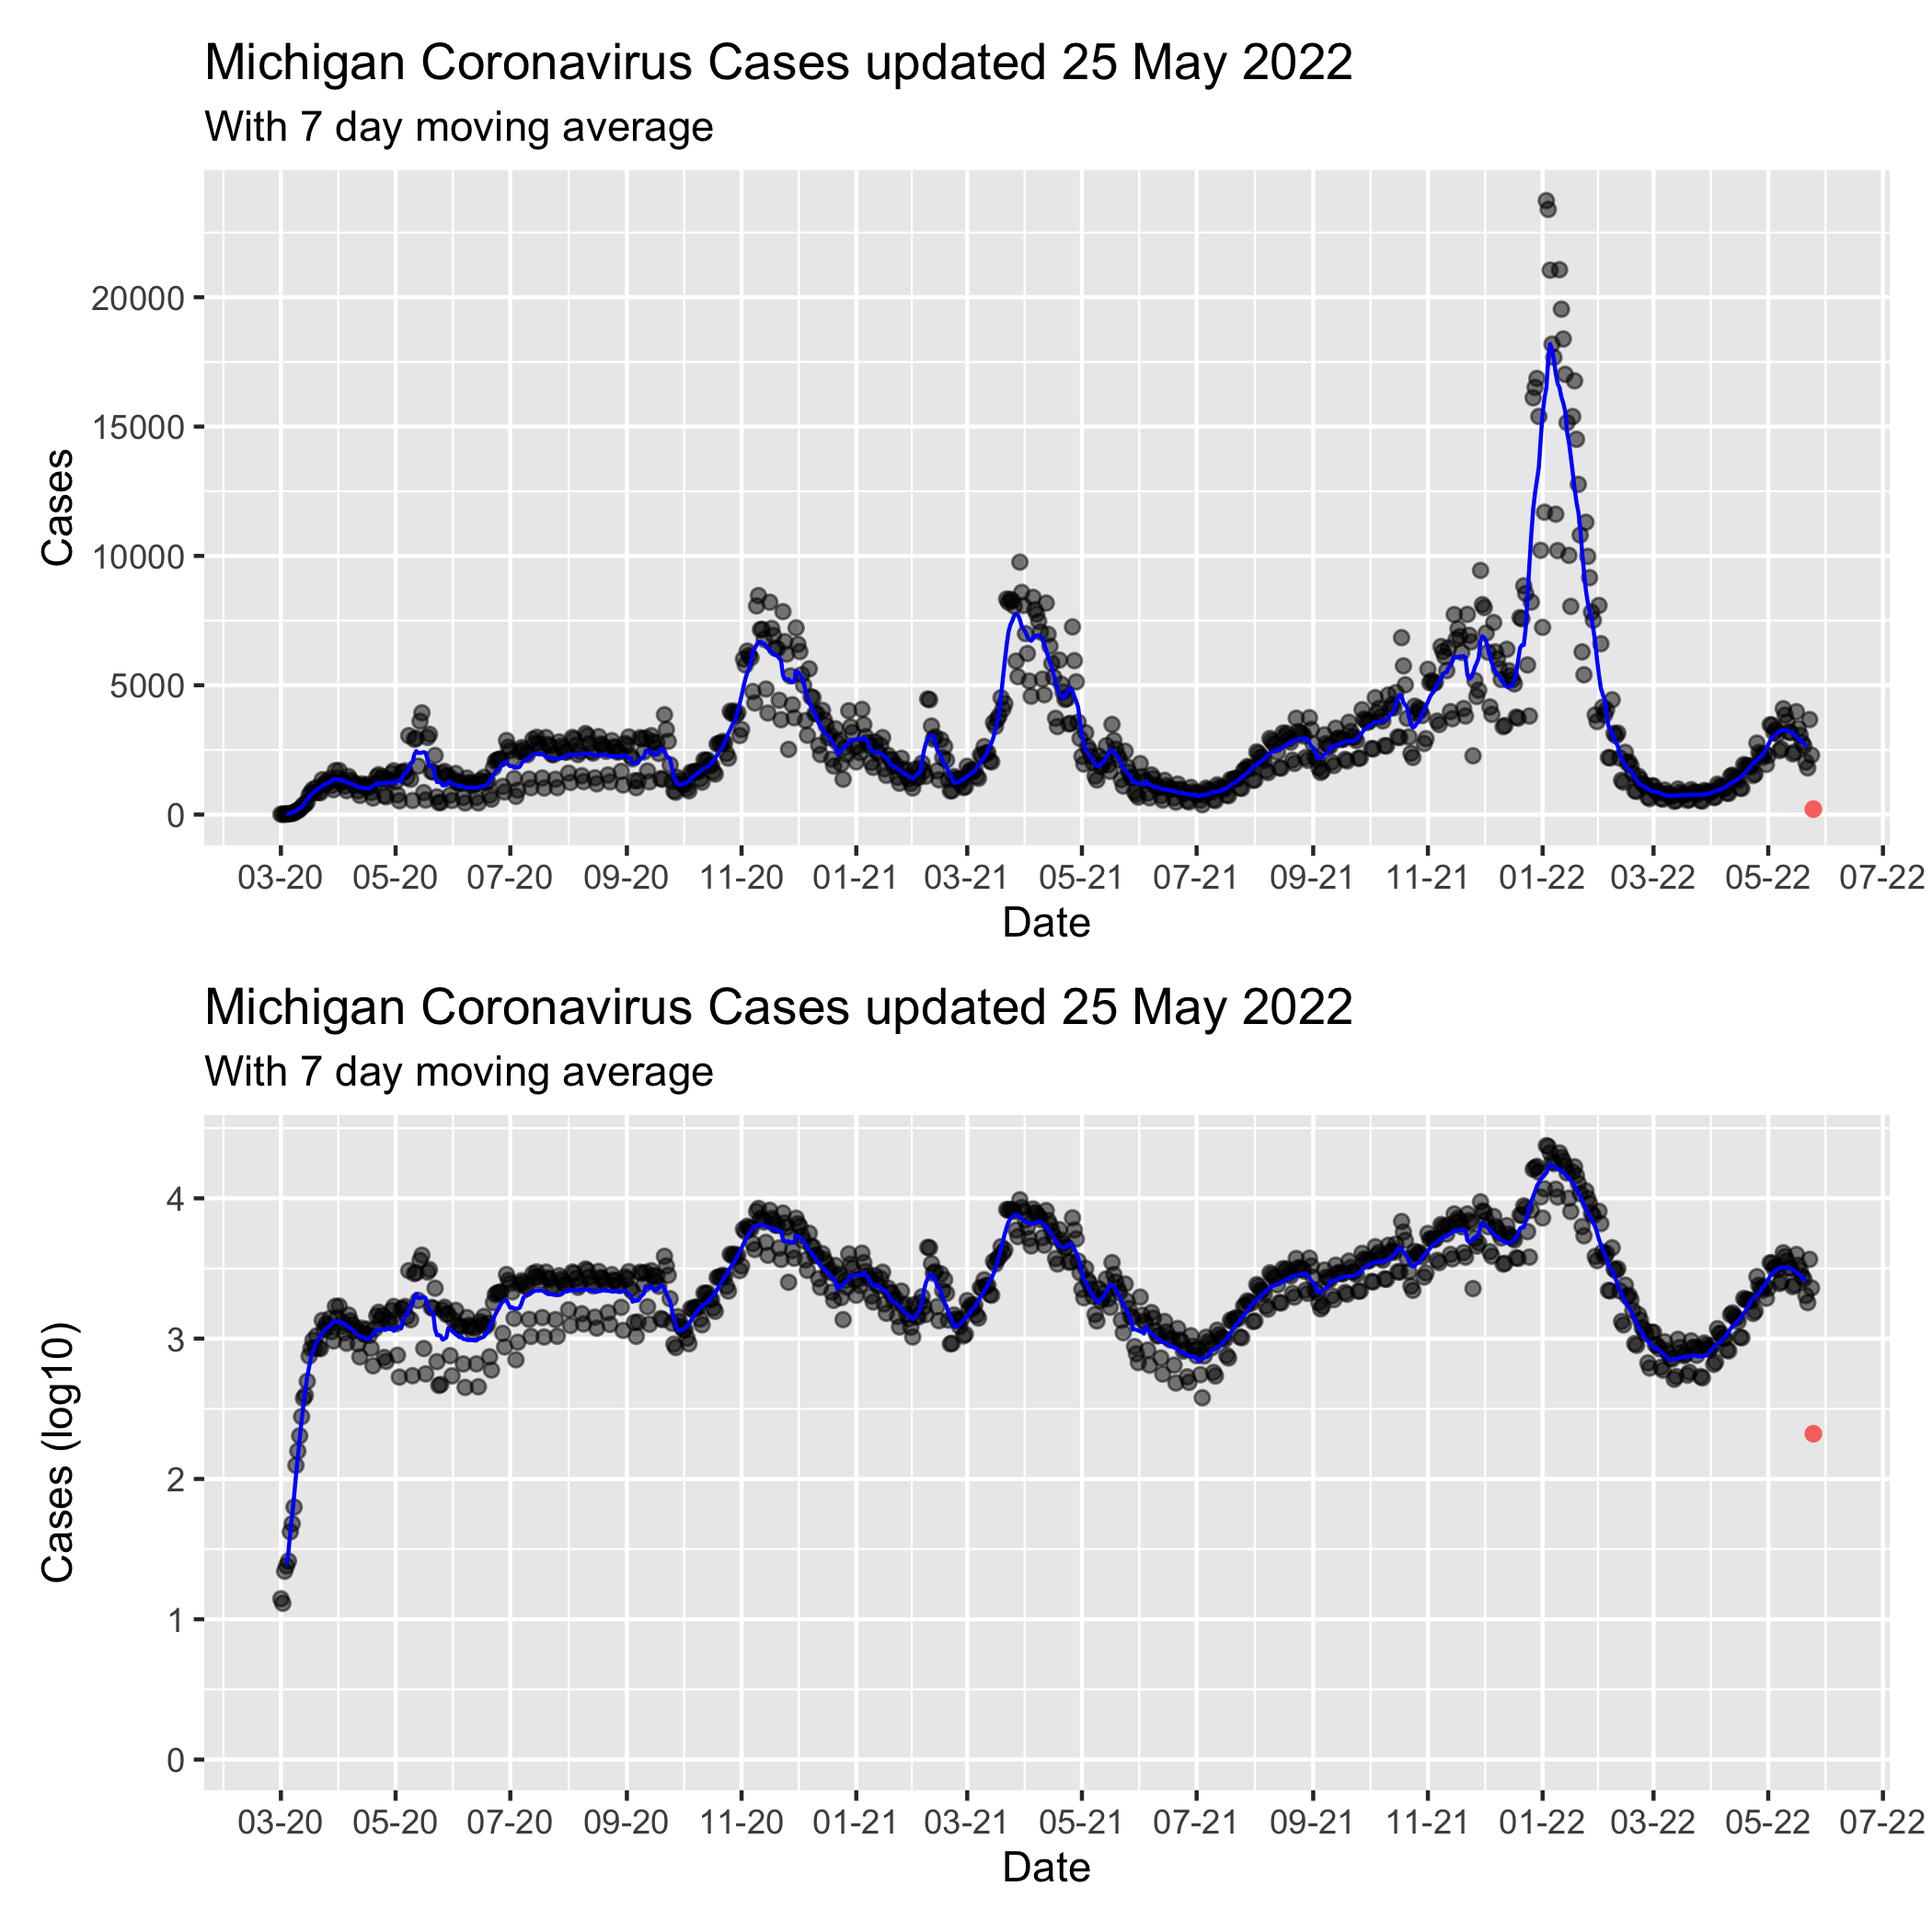 Michigan Coronavirus Cases updated 25 May 2022
With 7 day moving average
20000
15000
10000
5000
0
Cases
03-20 05-20 07-20 09-20 11-20 01-21 03-21 05-21 07-21 09-21 11-21 01-22 03-22 05-22 07-22
Date
Michigan Coronavirus Cases updated 25 May 2022
With 7 day moving average
4
3
2
1
0
Cases (log10)
03-20 05-20 07-20 09-20 11-20 01-21 03-21 05-21 07-21 09-21 11-21 01-22 03-22 05-22 07-22
Date